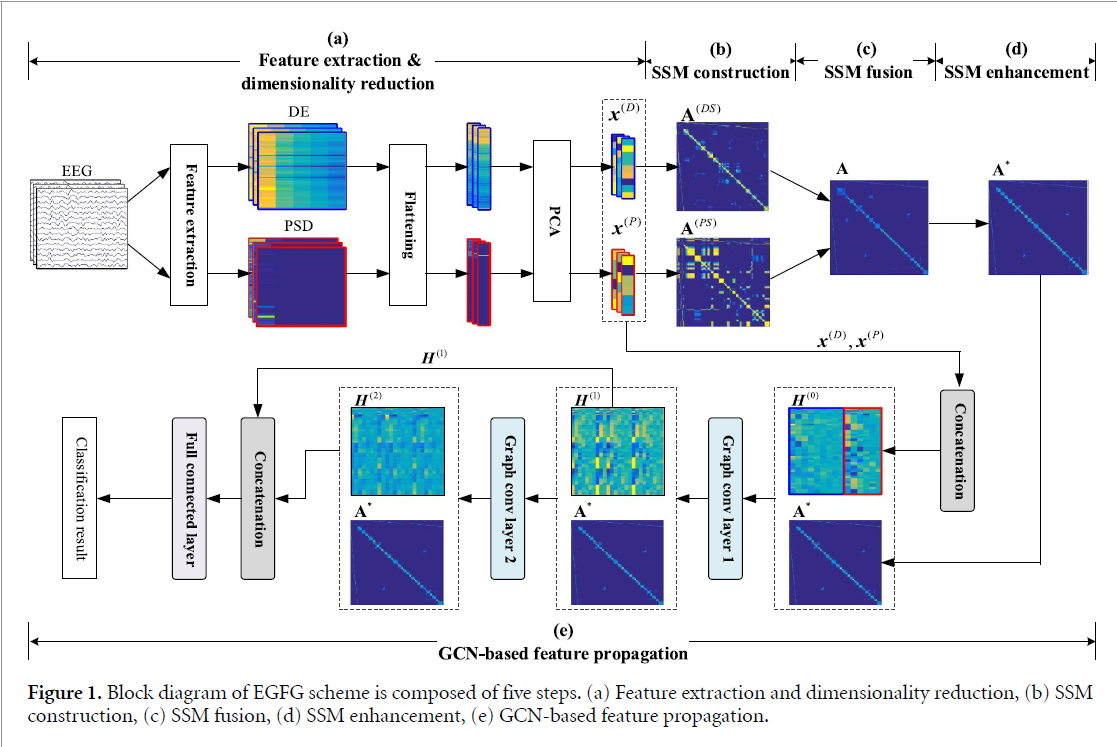 (a)
Feature extraction &
dimensionality reduction
(b)
SSM construction
(c)
SSM fusion
(d)
SSM enhancement
EEG
Feature extraction
DE
PSD
Flattening
PCA
x^(D)
x^(P)
A^(DS)
A^(PS)
A
A*
x^(D), x^(P)
Concatenation
H^(0)
A*
Graph conv layer 1
H^(1)
A*
Graph conv layer 2
H^(2)
A*
H^(1)
Concatenation
Full connected layer
Classification result
(e)
GCN-based feature propagation
Figure 1. Block diagram of EGFG scheme is composed of five steps. (a) Feature extraction and dimensionality reduction, (b) SSM
construction, (c) SSM fusion, (d) SSM enhancement, (e) GCN-based feature propagation.